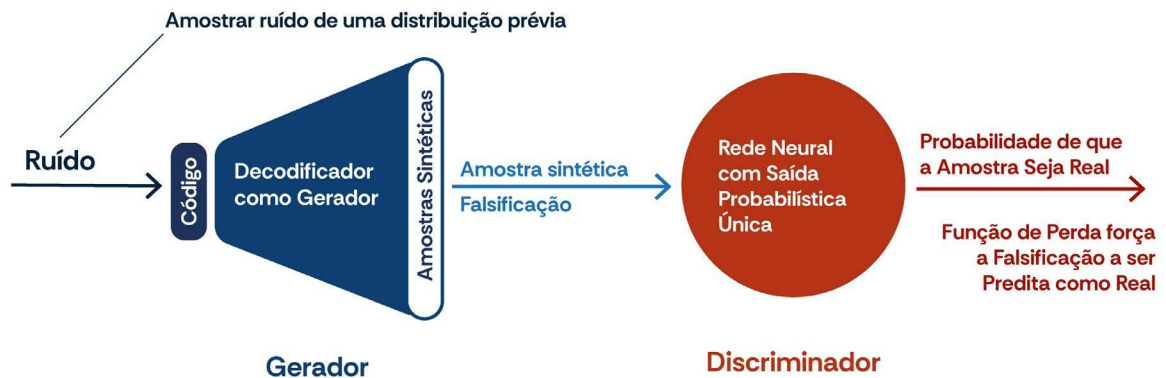 Amostrar ruído de uma distribuição prévia
Ruído
Código
Decodificador
como Gerador
Amostras Sintéticas
Amostra sintética
Falsificação
Rede Neural
com Saída
Probabilística
Única
Probabilidade de que
a Amostra Seja Real
Função de Perda força
a Falsificação a ser
Predita como Real
Gerador
Discriminador